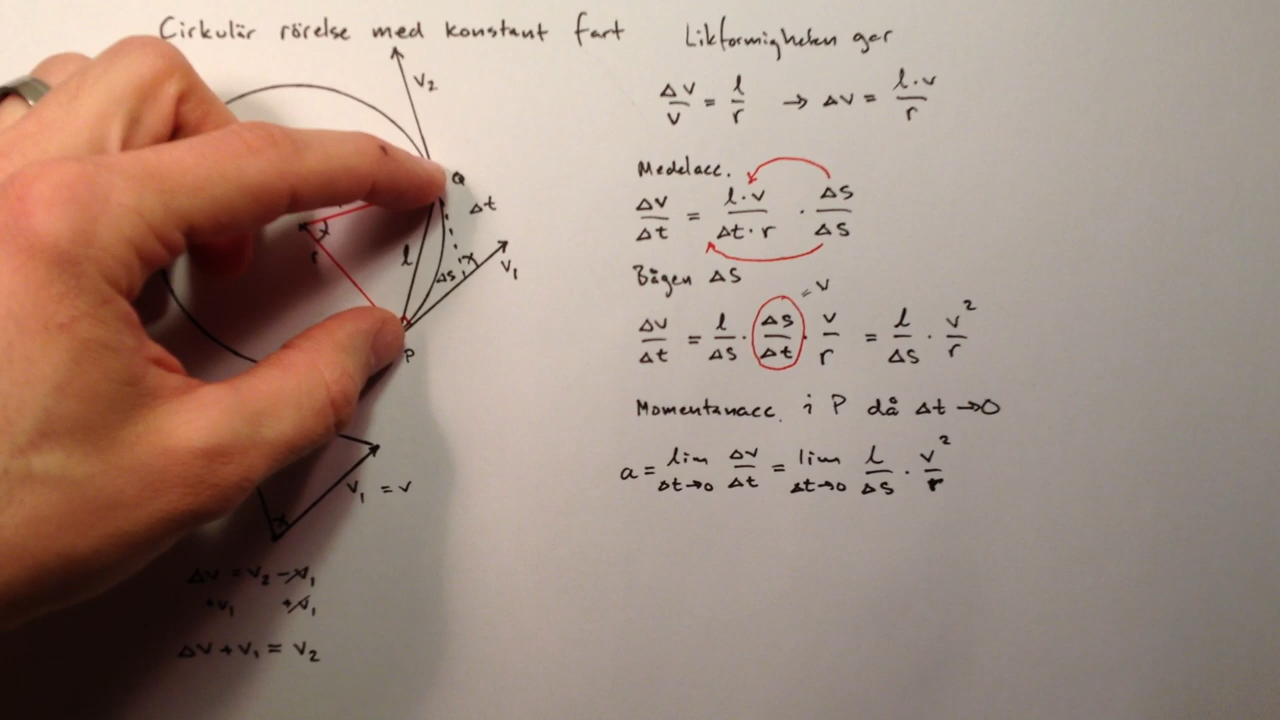 Cirkulär rörelse med konstant fart
V₂
Q
Δt
r
l
Δs
x
V₁
P
x
V₁ = V
ΔV = V₂ - V₁
+V₁ +V₁
ΔV + V₁ = V₂
Likformigheten ger
ΔV/V = l/r → ΔV = l·V/r
Medelacc.
ΔV/Δt = l·V/Δt·r · ΔS/ΔS
Bågen ΔS
= V
ΔV/Δt = l/ΔS · ΔS/Δt · V/r = l/ΔS · V²/r
Momentanacc. i P då Δt → 0
a = lim Δt→0 ΔV/Δt = lim Δt→0 l/ΔS · V²/r